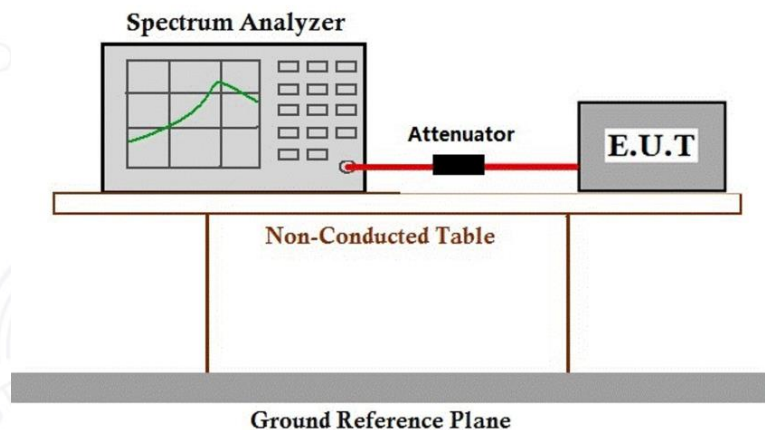 Spectrum Analyzer
Attenuator
E.U.T
Non-Conducted Table
Ground Reference Plane